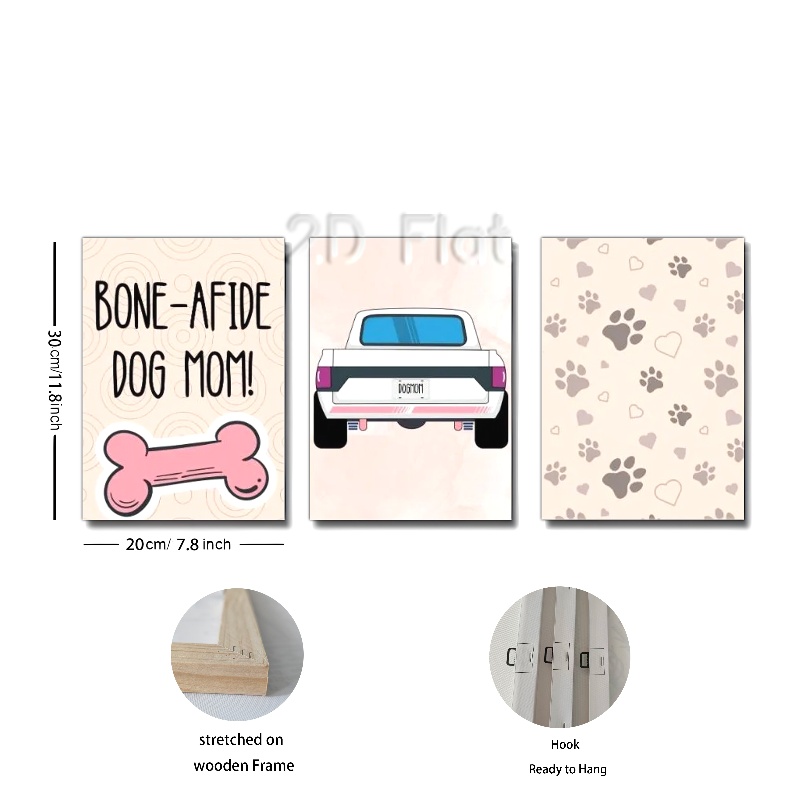 2D Flat
BONE-AFIDE
DOG MOM!
DOGMOM
30cm/11.8inch
20cm/ 7.8 inch
stretched on
wooden Frame
Hook
Ready to Hang